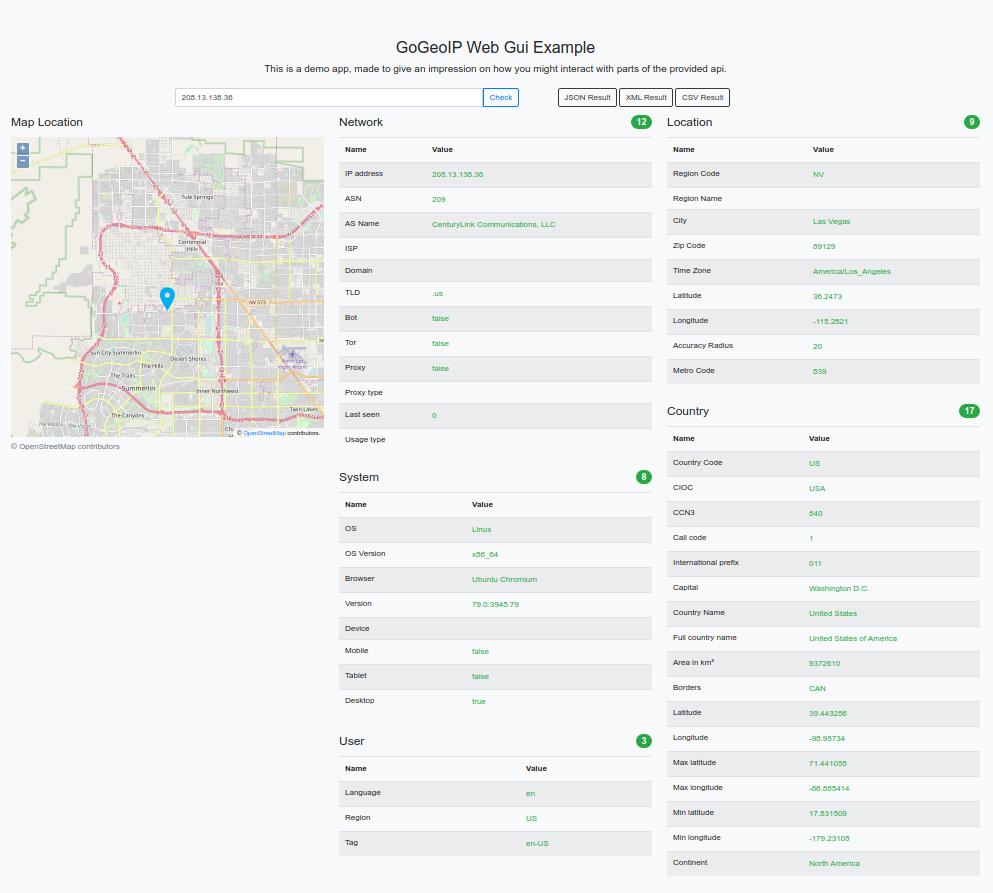 GoGeoIP Web Gui Example
This is a demo app, made to give an impression on how you might interact with parts of the provided api.
205.13.138.36 Check JSON Result XML Result CSV Result
Map Location
+
−
Tule Springs
Centennial
Hills
NV 573
Sun City Summerlin
Desert Shores
The Hills
The Trails
Summerlin
Inner Northwest
North Las
Vegas Airport
Twin Lakes
The Canyons
© OpenStreetMap contributors.
© OpenStreetMap contributors
Network 12
Name Value
IP address 205.13.138.36
ASN 209
AS Name CenturyLink Communications, LLC
ISP
Domain
TLD .us
Bot false
Tor false
Proxy false
Proxy type
Last seen 0
Usage type
System 8
Name Value
OS Linux
OS Version x86_64
Browser Ubuntu Chromium
Version 79.0.3945.79
Device
Mobile false
Tablet false
Desktop true
User 3
Name Value
Language en
Region US
Tag en-US
Location 9
Name Value
Region Code NV
Region Name
City Las Vegas
Zip Code 89129
Time Zone America/Los_Angeles
Latitude 36.2473
Longitude -115.2821
Accuracy Radius 20
Metro Code 839
Country 17
Name Value
Country Code US
CIOC USA
CCN3 840
Call code 1
International prefix 011
Capital Washington D.C.
Country Name United States
Full country name United States of America
Area in km² 9372610
Borders CAN
Latitude 39.443256
Longitude -98.95734
Max latitude 71.441055
Max longitude -66.885414
Min latitude 17.831509
Min longitude -179.23108
Continent North America